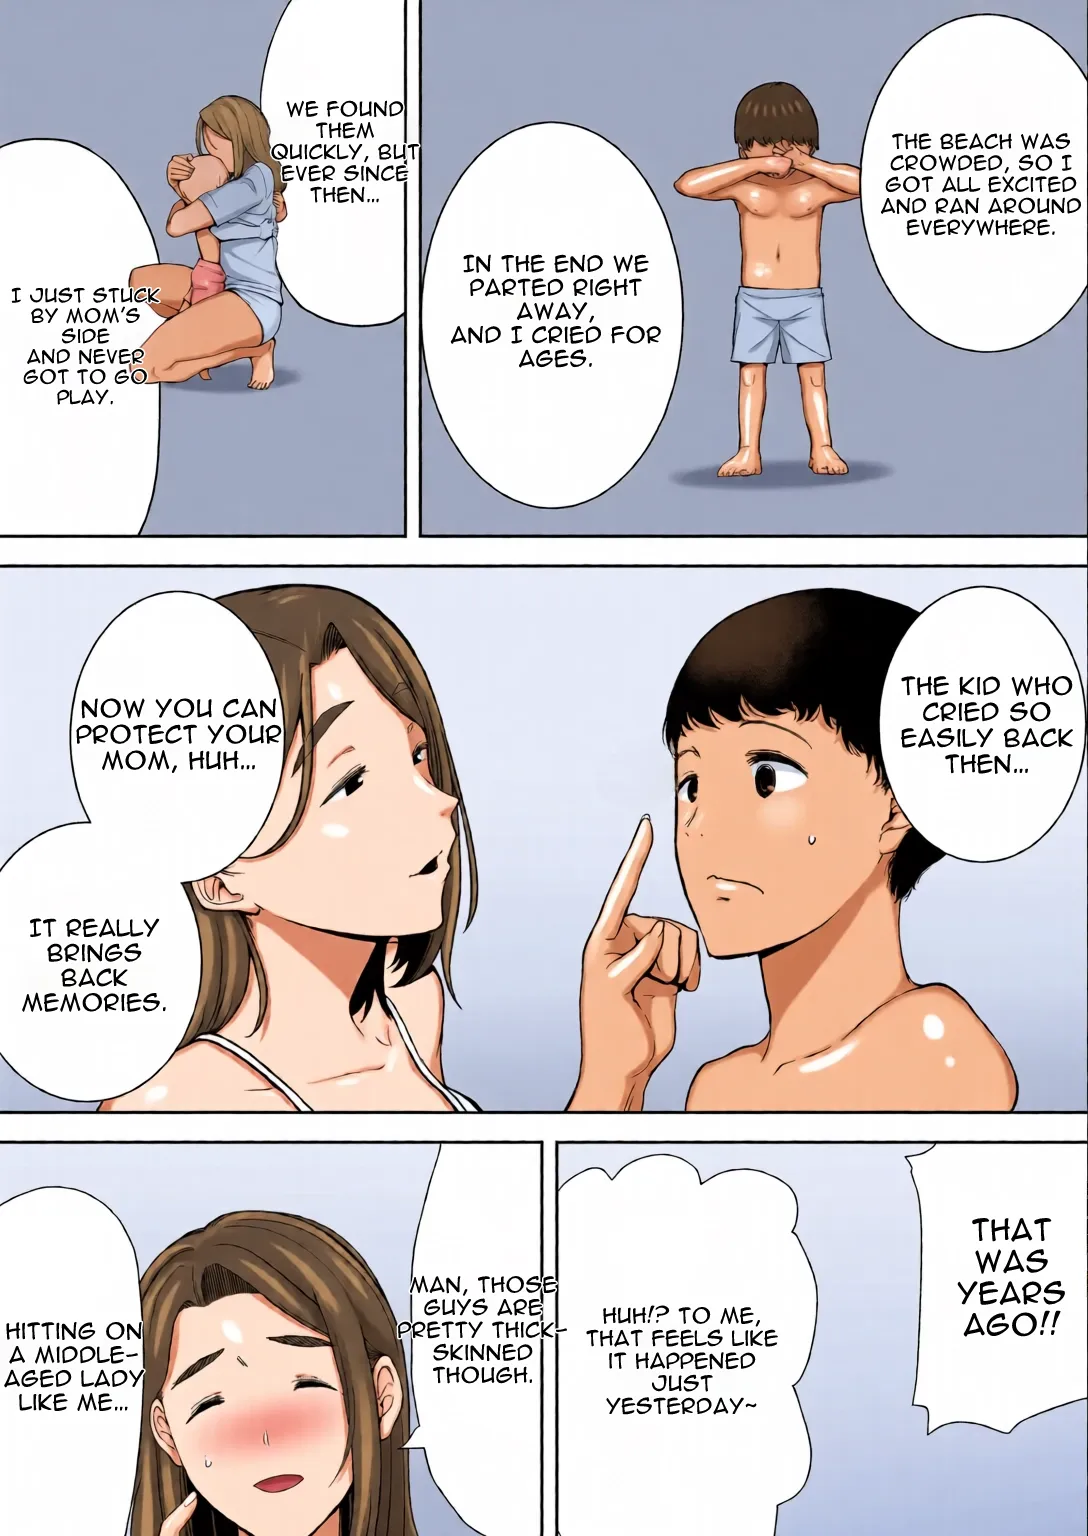 THE BEACH WAS
CROWDED, SO I
GOT ALL EXCITED
AND RAN AROUND
EVERYWHERE.
IN THE END WE
PARTED RIGHT
AWAY,
AND I CRIED FOR
AGES.
WE FOUND
THEM
QUICKLY, BUT
EVER SINCE
THEN...
I JUST STUCK
BY MOM'S
SIDE
AND NEVER
GOT TO GO
PLAY.
THE KID WHO
CRIED SO
EASILY BACK
THEN...
NOW YOU CAN
PROTECT YOUR
MOM, HUH...
IT REALLY
BRINGS
BACK
MEMORIES.
THAT
WAS
YEARS
AGO!!
HUH!? TO ME,
THAT FEELS LIKE
IT HAPPENED
JUST
YESTERDAY~
MAN, THOSE
GUYS ARE
PRETTY THICK-
SKINNED
THOUGH.
HITTING ON
A MIDDLE-
AGED LADY
LIKE ME...